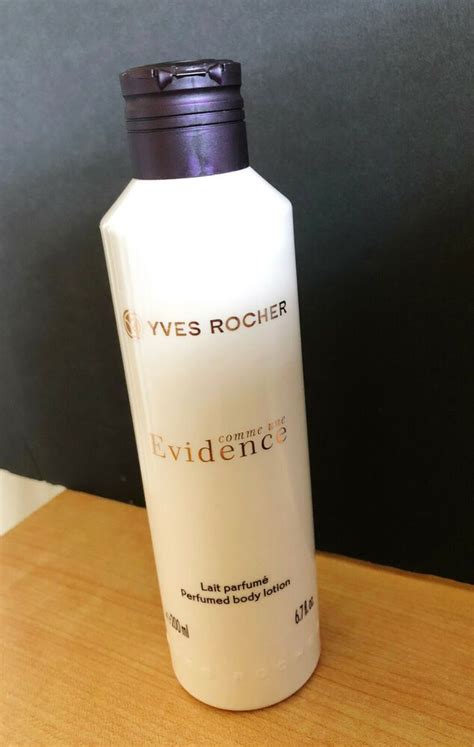 YVES ROCHER
comme une
Evidence
Lait parfumé
Perfumed body lotion
200 ml
6.7 fl. oz.